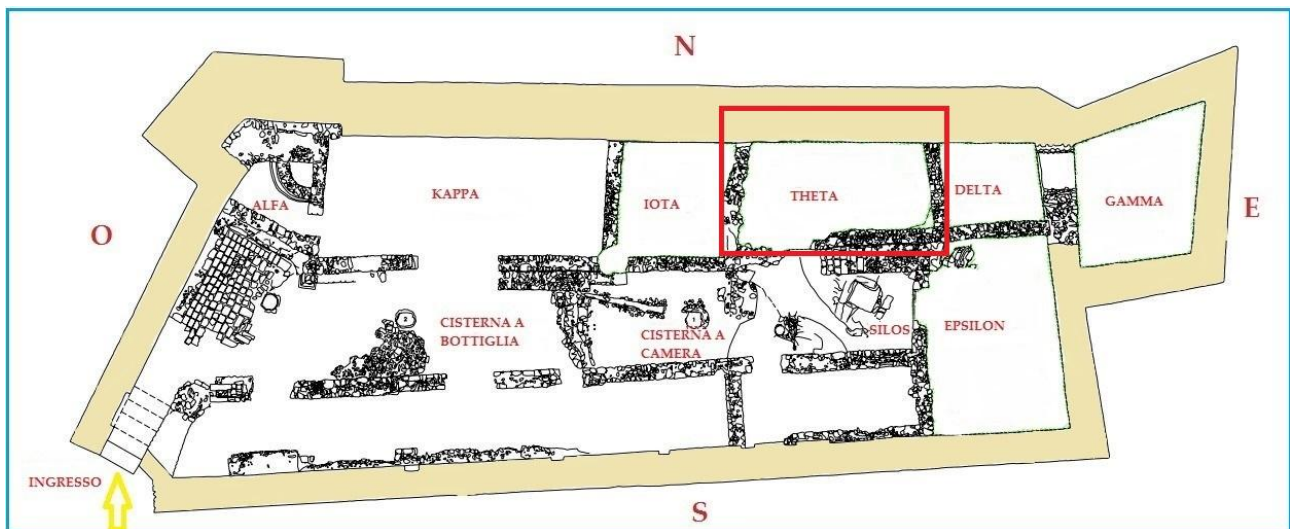 N
O
E
S
ALFA
KAPPA
IOTA
THETA
DELTA
GAMMA
CISTERNA A
BOTTIGLIA
CISTERNA A
CAMERA
SILOS
EPSILON
INGRESSO